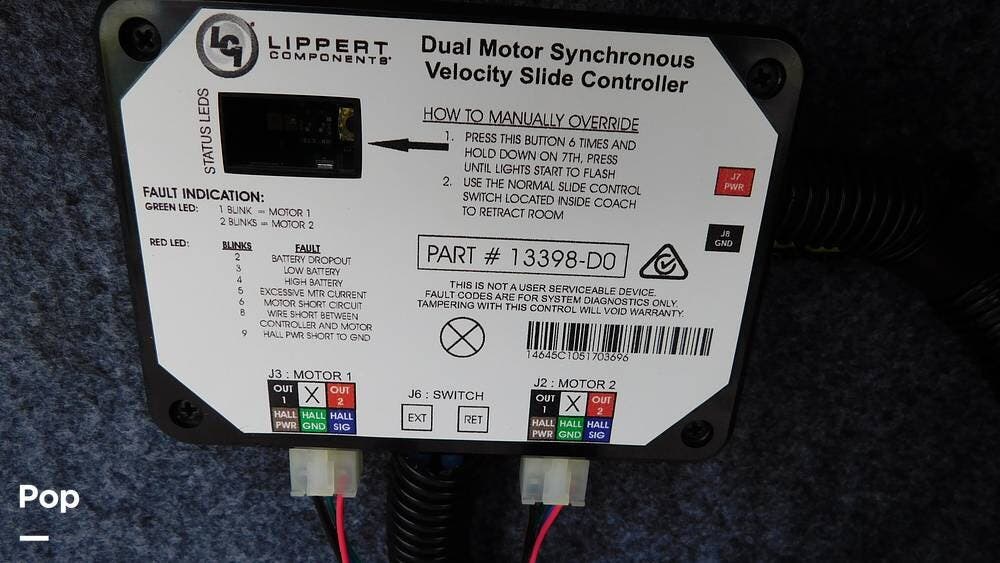 LCI
LIPPERT
COMPONENTS®
Dual Motor Synchronous
Velocity Slide Controller
STATUS LEDS
HOW TO MANUALLY OVERRIDE
1. PRESS THIS BUTTON 6 TIMES AND
HOLD DOWN ON 7TH, PRESS
UNTIL LIGHTS START TO FLASH
2. USE THE NORMAL SLIDE CONTROL
SWITCH LOCATED INSIDE COACH
TO RETRACT ROOM
J7
PWR
J8
GND
FAULT INDICATION:
GREEN LED: 1 BLINK = MOTOR 1
2 BLINKS = MOTOR 2
RED LED: BLINKS FAULT
2 BATTERY DROPOUT
3 LOW BATTERY
4 HIGH BATTERY
5 EXCESSIVE MTR CURRENT
6 MOTOR SHORT CIRCUIT
8 WIRE SHORT BETWEEN
CONTROLLER AND MOTOR
9 HALL PWR SHORT TO GND
PART # 13398-D0
THIS IS NOT A USER SERVICEABLE DEVICE.
FAULT CODES ARE FOR SYSTEM DIAGNOSTICS ONLY.
TAMPERING WITH THIS CONTROL WILL VOID WARRANTY.
14645C1051703696
J3 : MOTOR 1
OUT 1 X OUT 2
HALL PWR HALL GND HALL SIG
J6 : SWITCH
EXT RET
J2 : MOTOR 2
OUT 1 X OUT 2
HALL PWR HALL GND HALL SIG
Pop